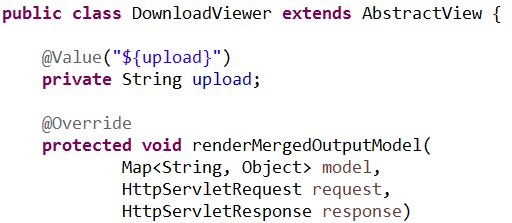 public class DownloadViewer extends AbstractView {
@Value("${upload}")
private String upload;
@Override
protected void renderMergedOutputModel(
Map<String, Object> model,
HttpServletRequest request,
HttpServletResponse response)